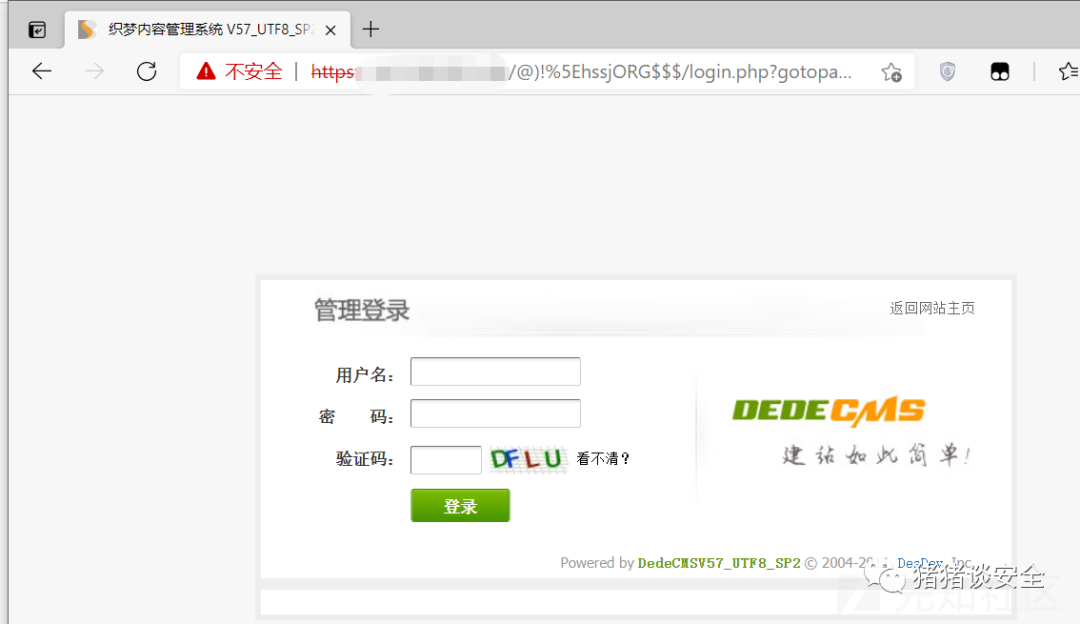 织梦内容管理系统 V57_UTF8_SP2
不安全 | https /@)!%5EhssjORG$$$/login.php?gotopa...
管理登录
返回网站主页
用户名：
密 码：
验证码： DFLU 看不清？
登录
DEDECMS
建站如此简单！
Powered by DedeCMSV57_UTF8_SP2 © 2004-20 DesDev Inc.
猪猪谈安全
先知社区